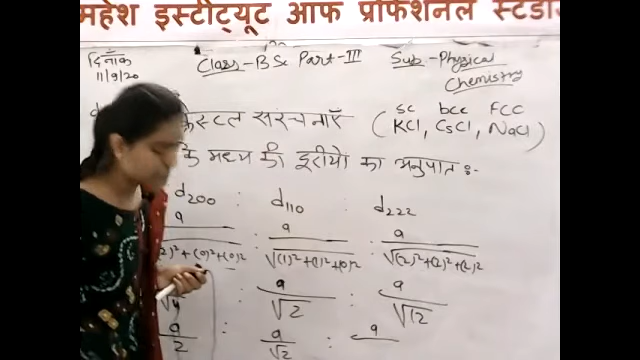 महेश इंस्टीट्यूट आफ प्रोफेशनल स्टडीज
दिनांक
11/9/20
Class:- BSc Part-III Sub:- Physical Chemistry
क्रिस्टल संरचनाएँ ( SC KCl, bcc CsCl, FCC NaCl )
के मध्य की दूरीयो का अनुपात :-
d200 : d110 : d222
a : a : a
2)²+(0)²+(0)² : √(1)²+(1)²+(0)² √(2)²+(2)²+(2)²
√4 a/√2 : a/√12
a/2 : a/√2 : a